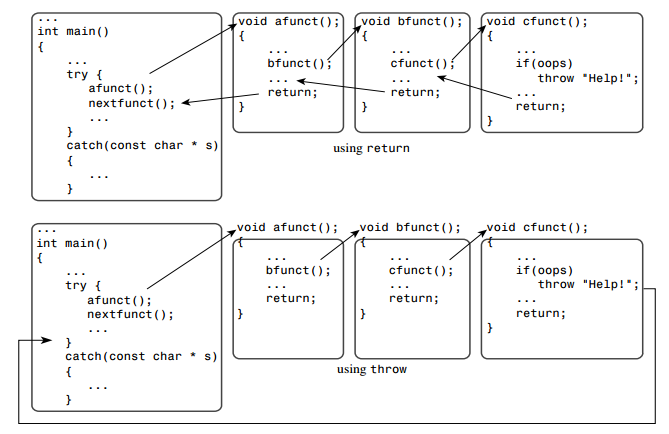 ...
int main()
{
...
try {
afunct();
nextfunct();
...
}
catch(const char * s)
{
...
}
void afunct();
{
...
bfunct();
...
return;
}
void bfunct();
{
...
cfunct();
...
return;
}
void cfunct();
{
...
if(oops)
throw "Help!";
...
return;
}
using return
...
int main()
{
...
try {
afunct();
nextfunct();
...
}
catch(const char * s)
{
...
}
void afunct();
{
...
bfunct();
...
return;
}
void bfunct();
{
...
cfunct();
...
return;
}
void cfunct();
{
...
if(oops)
throw "Help!";
...
return;
}
using throw